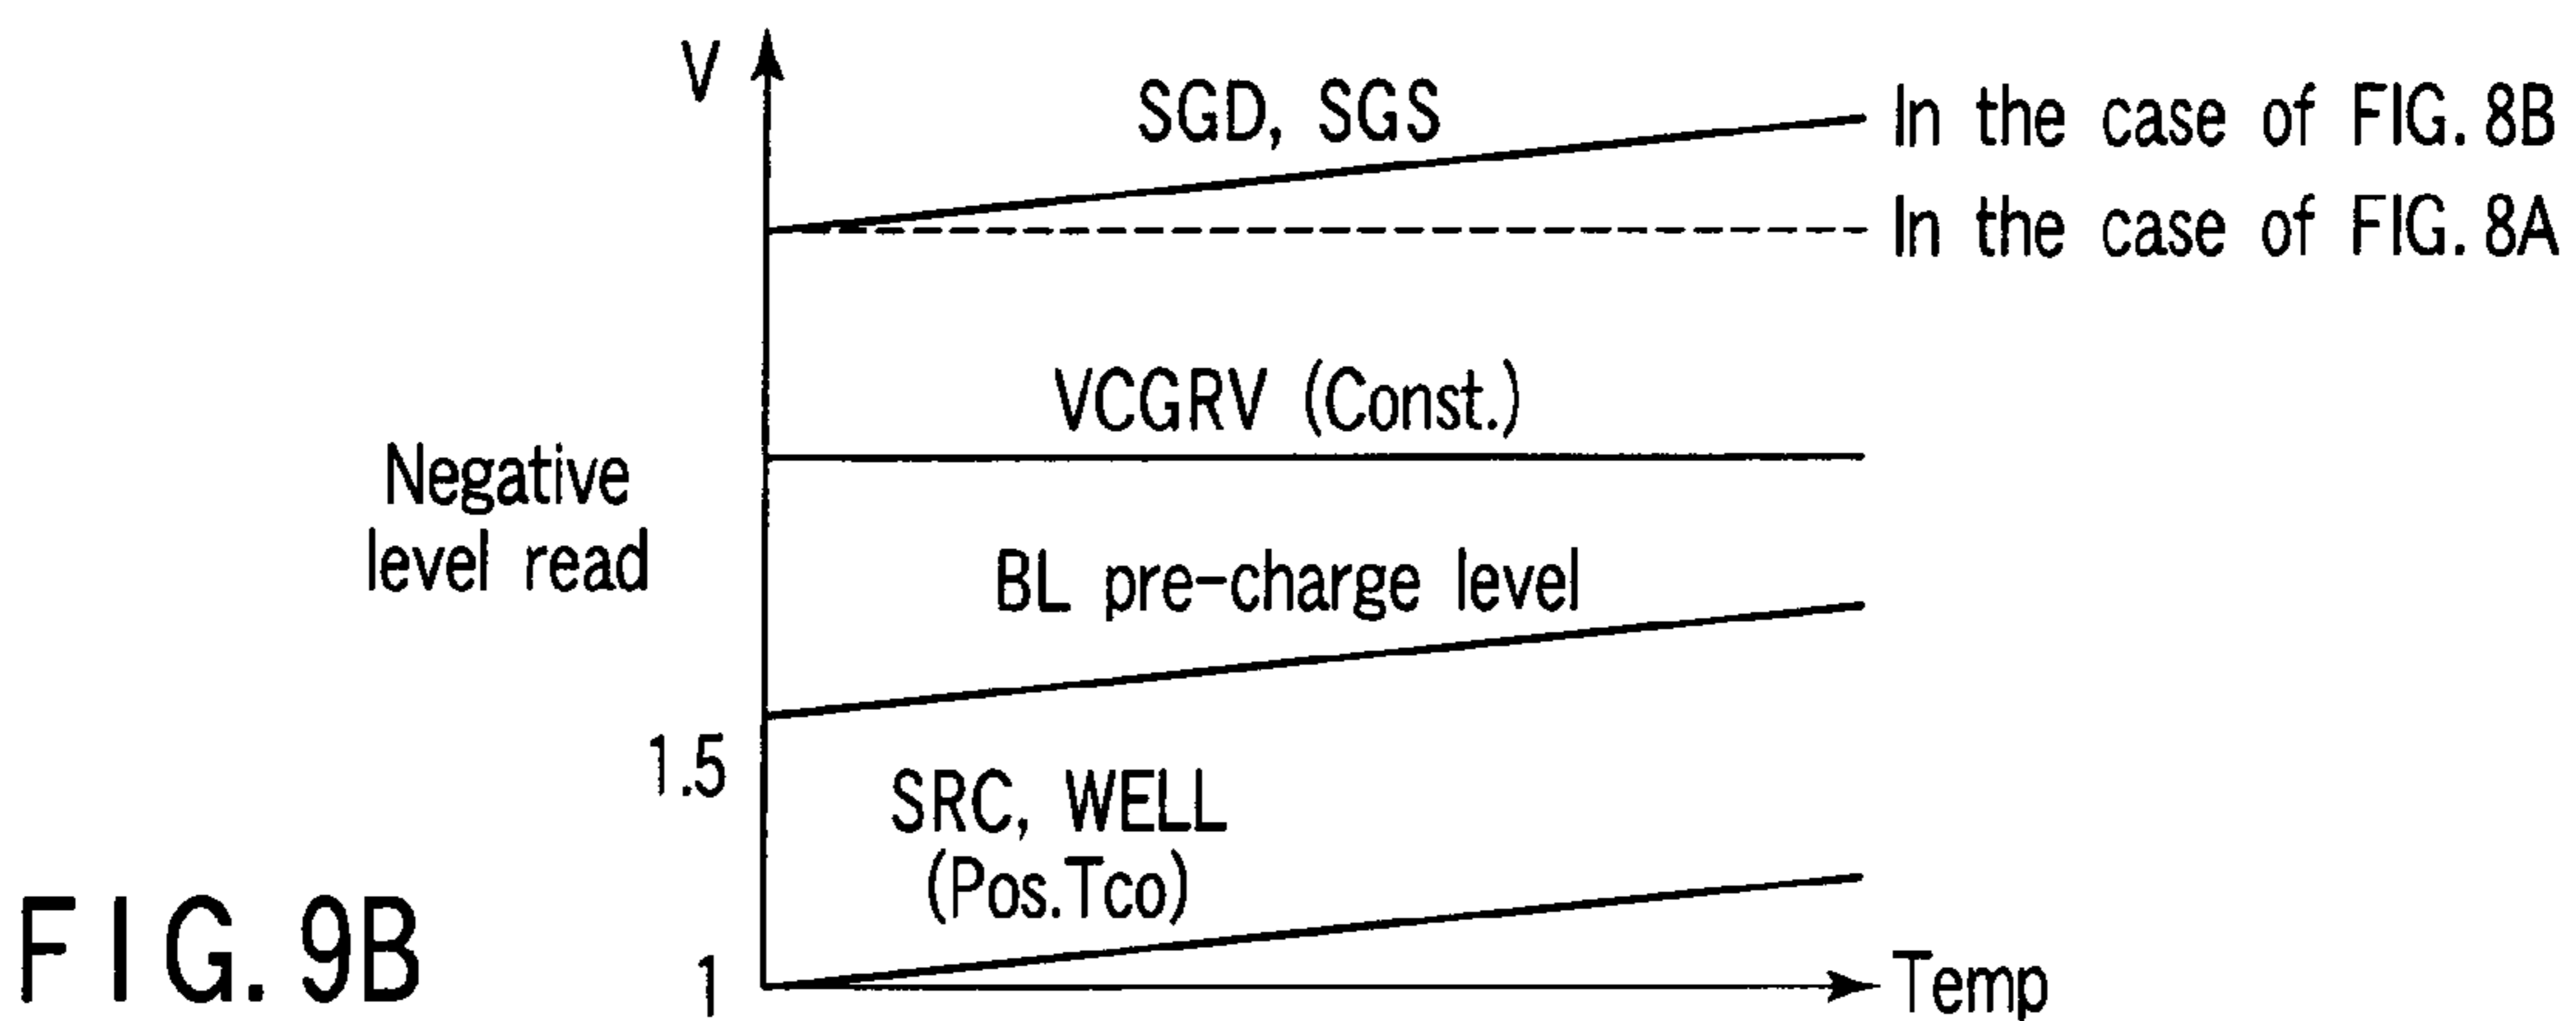 V
SGD, SGS
In the case of FIG. 8B
In the case of FIG. 8A
VCGRV (Const.)
Negative
level read
BL pre-charge level
1.5
SRC, WELL
(Pos.Tco)
1
Temp
FIG. 9B